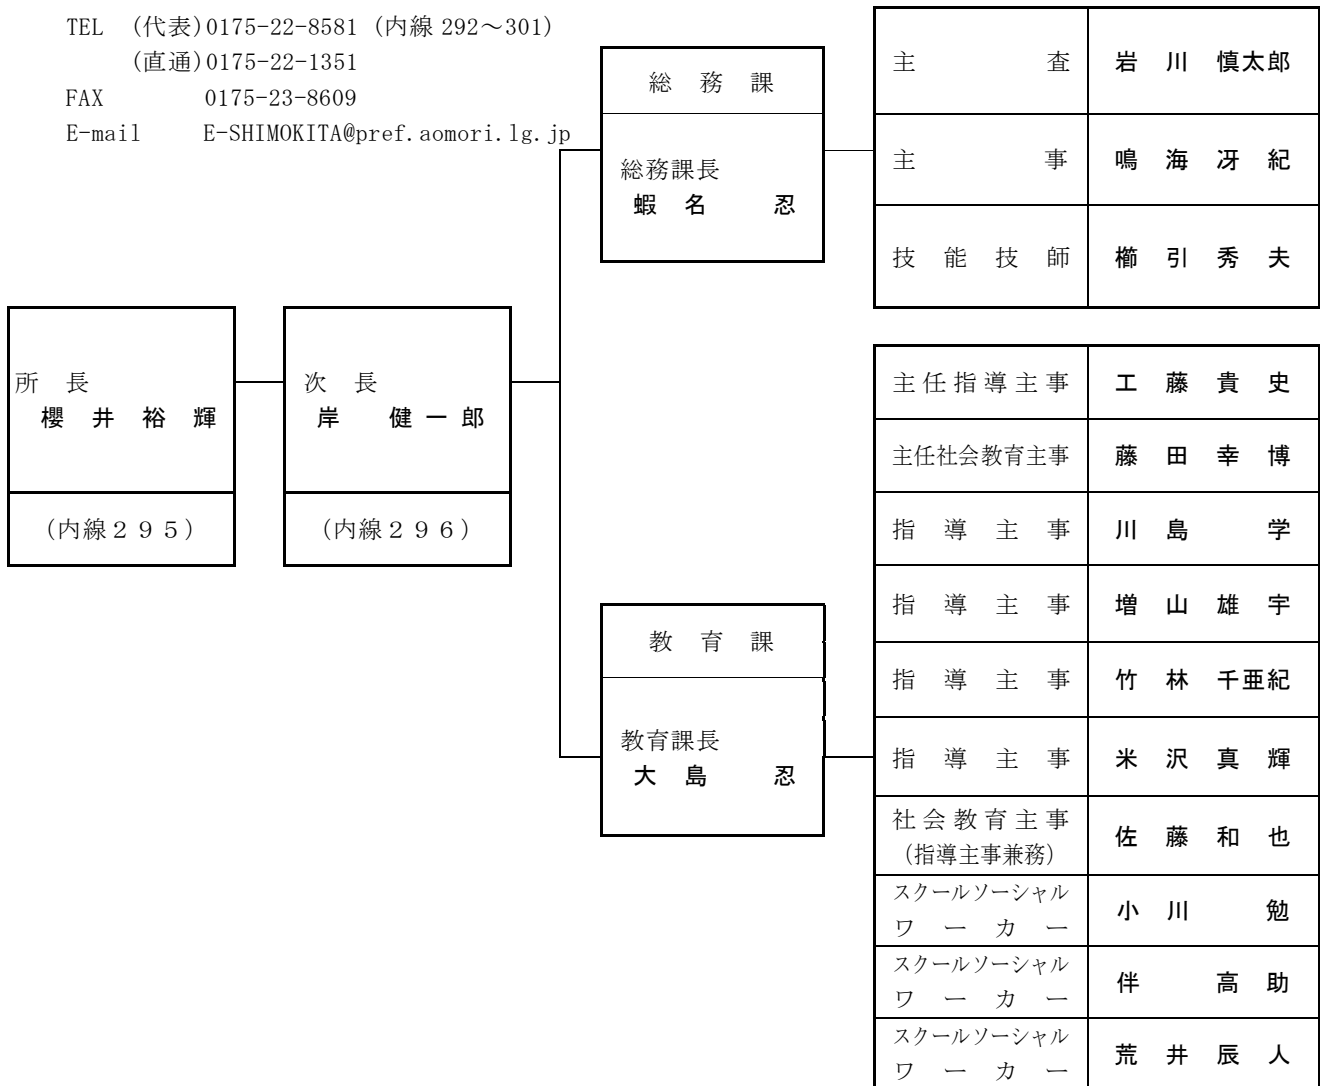 TEL (代表)0175-22-8581 (内線 292～301)
(直通)0175-22-1351
FAX 0175-23-8609
E-mail E-SHIMOKITA@pref.aomori.lg.jp
所 長
櫻 井 裕 輝
(内線２９５)
次 長
岸 健 一 郎
(内線２９６)
総 務 課
総務課長
蝦 名 忍
主 査 岩 川 慎太郎
主 事 鳴 海 冴 紀
技 能 技 師 櫛 引 秀 夫
教 育 課
教育課長
大 島 忍
主 任 指 導 主 事 工 藤 貴 史
主任社会教育主事 藤 田 幸 博
指 導 主 事 川 島 学
指 導 主 事 増 山 雄 宇
指 導 主 事 竹 林 千亜紀
指 導 主 事 米 沢 真 輝
社 会 教 育 主 事
(指導主事兼務)
佐 藤 和 也
スクールソーシャル
ワ ー カ ー
小 川 勉
スクールソーシャル
ワ ー カ ー
伴 高 助
スクールソーシャル
ワ ー カ ー
荒 井 辰 人